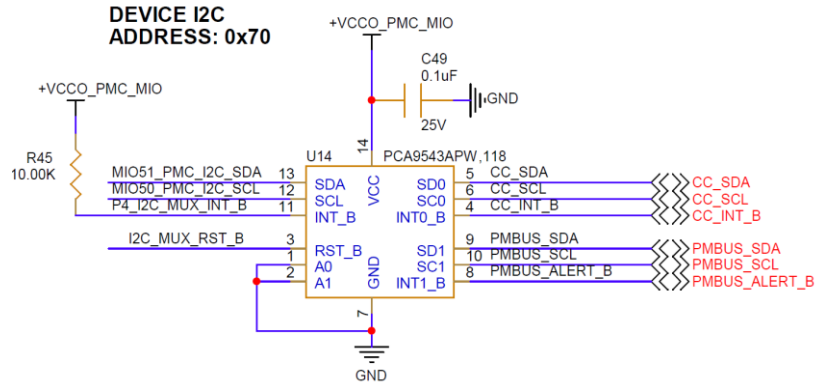 DEVICE I2C
ADDRESS: 0x70
+VCCO_PMC_MIO
C49
0.1uF
GND
25V
+VCCO_PMC_MIO
R45
10.00K
14
U14
PCA9543APW,118
MIO51_PMC_I2C_SDA 13 SDA VCC SD0 5 CC_SDA CC_SDA
MIO50_PMC_I2C_SCL 12 SCL SC0 6 CC_SCL CC_SCL
P4_I2C_MUX_INT_B 11 INT_B INT0_B 4 CC_INT_B CC_INT_B
I2C_MUX_RST_B 3 RST_B GND SD1 9 PMBUS_SDA PMBUS_SDA
1 A0 SC1 10 PMBUS_SCL PMBUS_SCL
2 A1 INT1_B 8 PMBUS_ALERT_B PMBUS_ALERT_B
7
GND